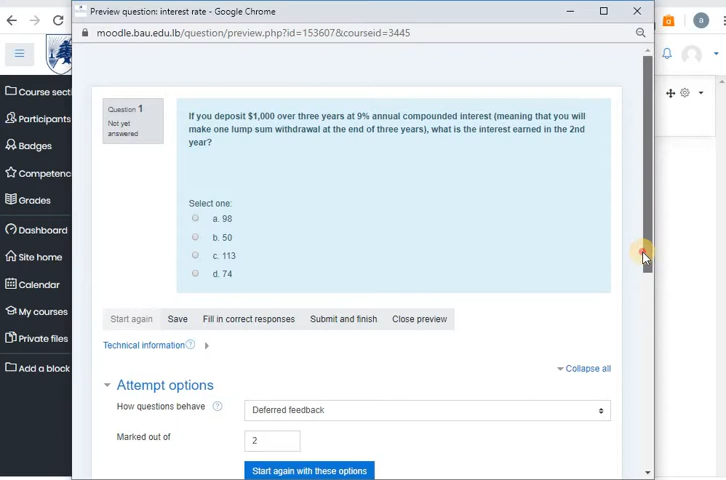 Preview question: interest rate - Google Chrome
moodle.bau.edu.lb/question/preview.php?id=153607&courseid=3445
a
Course secti
Participants
Badges
Competenc
Grades
Dashboard
Site home
Calendar
My courses
Private files
Add a block
Question 1
Not yet
answered
If you deposit $1,000 over three years at 9% annual compounded interest (meaning that you will
make one lump sum withdrawal at the end of three years), what is the interest earned in the 2nd
year?
Select one:
a. 98
b. 50
c. 113
d. 74
Start again Save Fill in correct responses Submit and finish Close preview
Technical information
Collapse all
Attempt options
How questions behave Deferred feedback
Marked out of 2
Start again with these options